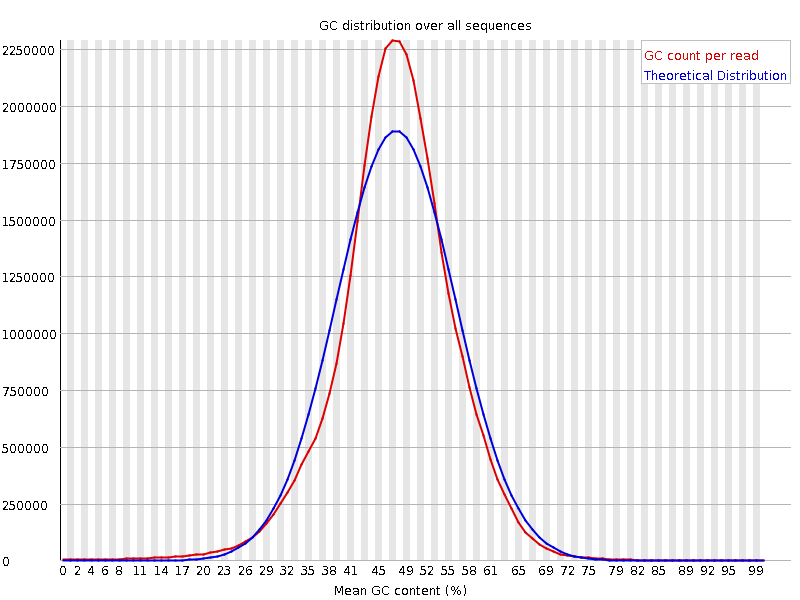 GC distribution over all sequences
GC count per read
Theoretical Distribution
2250000
2000000
1750000
1500000
1250000
1000000
750000
500000
250000
0
0 2 4 6 8 11 14 17 20 23 26 29 32 35 38 41 45 49 52 55 58 61 65 69 72 75 79 82 85 89 92 95 99
Mean GC content (%)